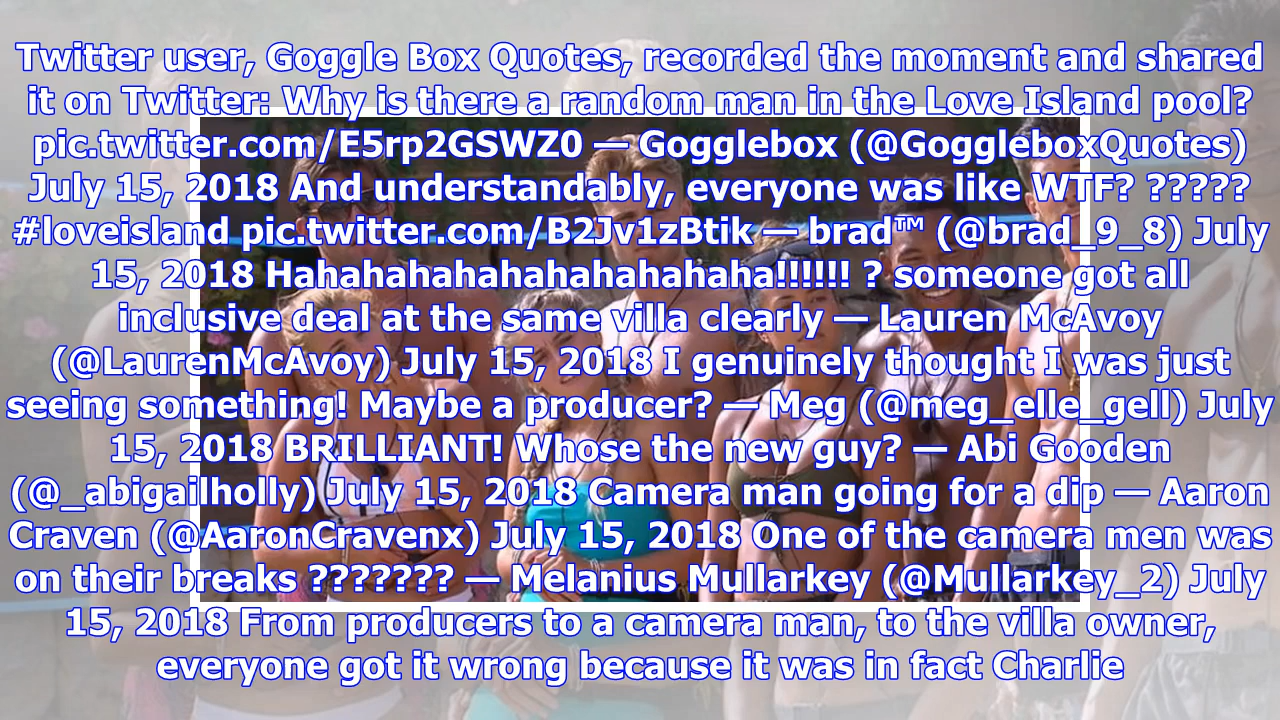 Twitter user, Goggle Box Quotes, recorded the moment and shared
it on Twitter: Why is there a random man in the Love Island pool?
pic.twitter.com/E5rp2GSWZ0 — Gogglebox (@GoggleboxQuotes)
July 15, 2018 And understandably, everyone was like WTF? ?????
#loveisland pic.twitter.com/B2Jv1zBtik — brad™ (@brad_9_8) July
15, 2018 Hahahahahahahahahahaha!!!!!! ? someone got all
inclusive deal at the same villa clearly — Lauren McAvoy
(@LaurenMcAvoy) July 15, 2018 I genuinely thought I was just
seeing something! Maybe a producer? — Meg (@meg_elle_gell) July
15, 2018 BRILLIANT! Whose the new guy? — Abi Gooden
(@_abigailholly) July 15, 2018 Camera man going for a dip — Aaron
Craven (@AaronCravenx) July 15, 2018 One of the camera men was
on their breaks ??????? — Melanius Mullarkey (@Mullarkey_2) July
15, 2018 From producers to a camera man, to the villa owner,
everyone got it wrong because it was in fact Charlie